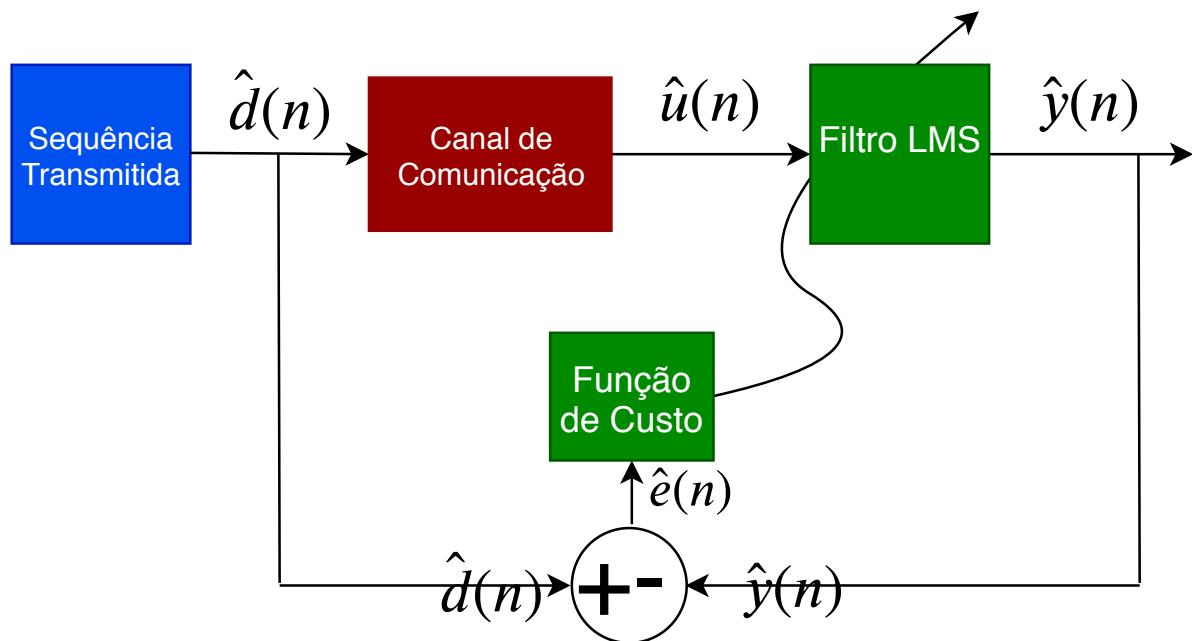 Sequência
Transmitida
d̂(n)
Canal de
Comunicação
û(n)
Filtro LMS
ŷ(n)
Função
de Custo
ê(n)
d̂(n)
+-
ŷ(n)